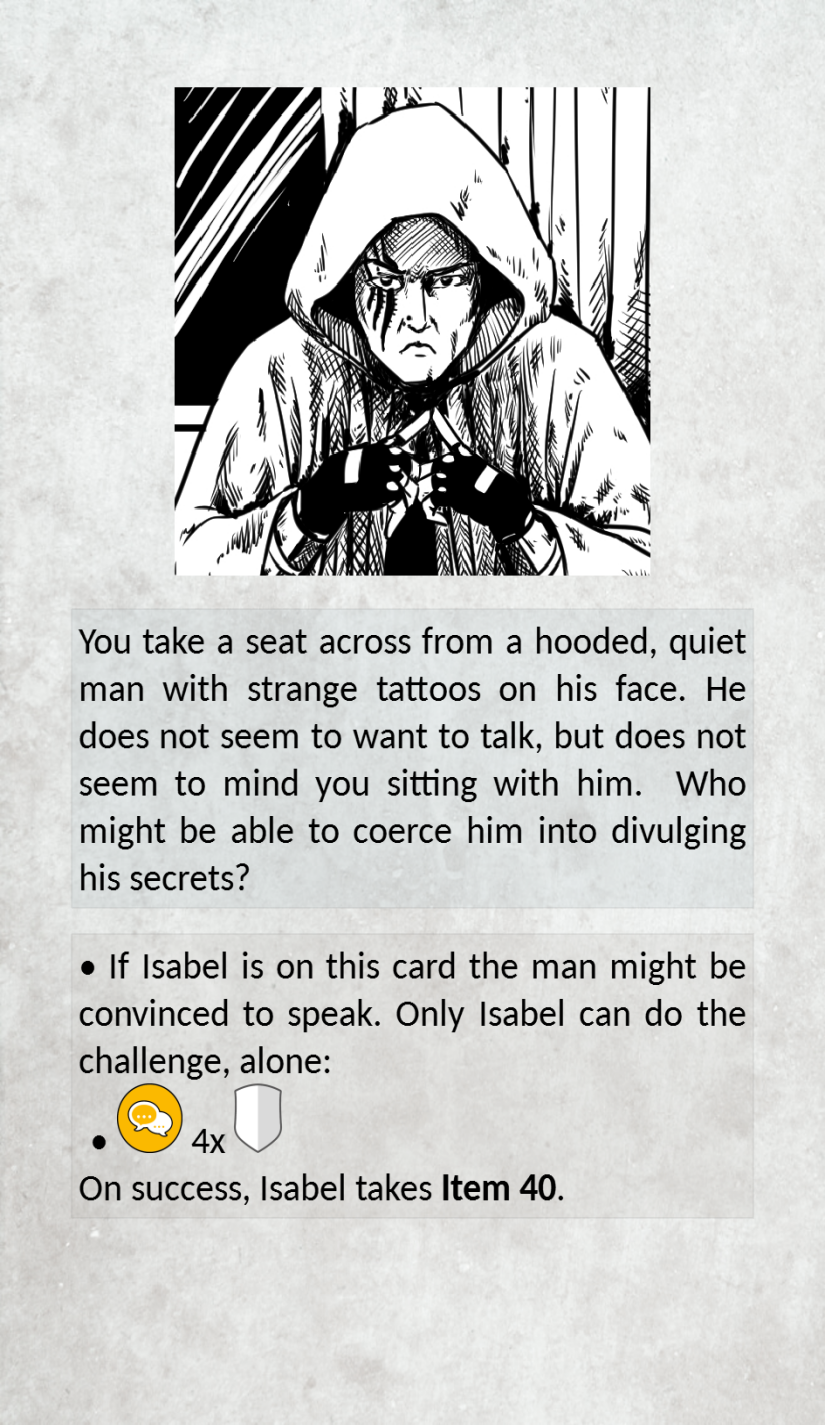 You take a seat across from a hooded, quiet
man with strange tattoos on his face. He
does not seem to want to talk, but does not
seem to mind you sitting with him.  Who
might be able to coerce him into divulging
his secrets?
• If Isabel is on this card the man might be
convinced to speak. Only Isabel can do the
challenge, alone:
• 4x
On success, Isabel takes Item 40.